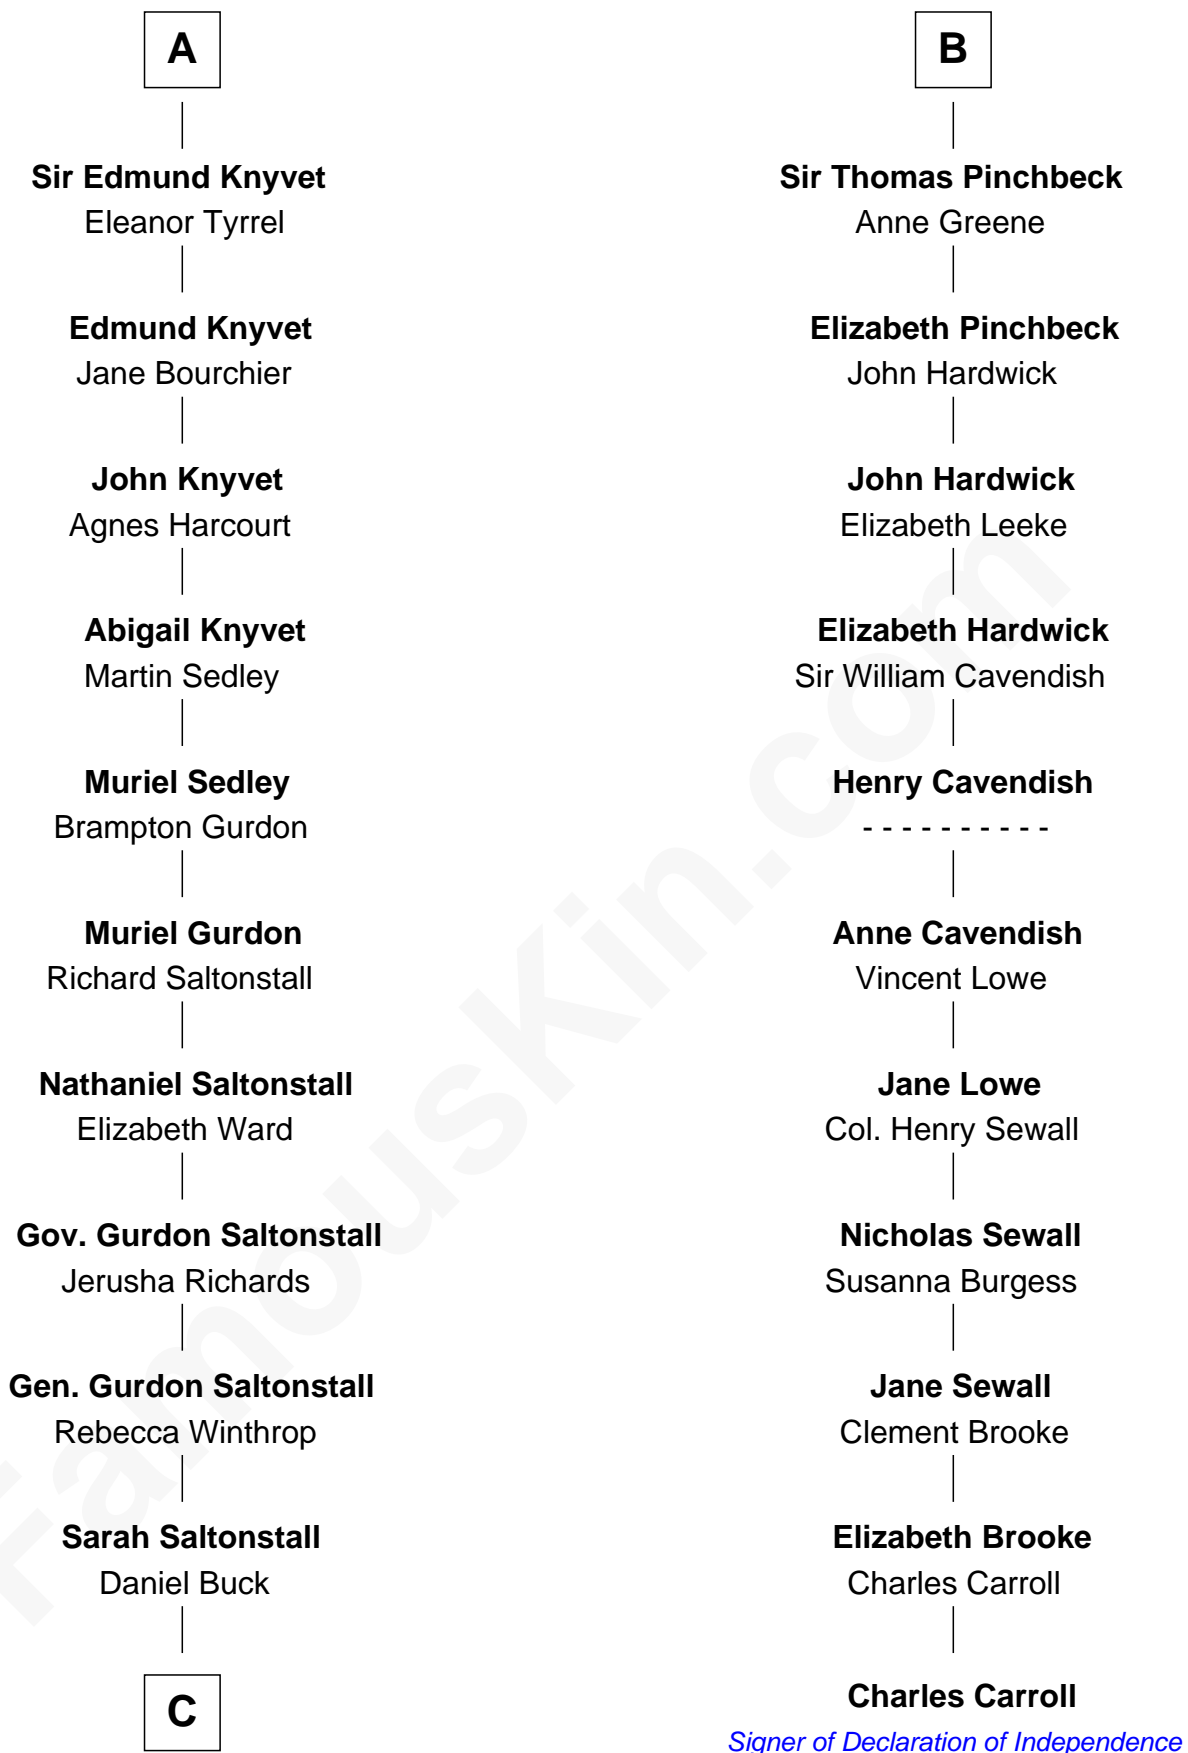 A
Sir Edmund Knyvet
Eleanor Tyrrel
Edmund Knyvet
Jane Bourchier
John Knyvet
Agnes Harcourt
Abigail Knyvet
Martin Sedley
Muriel Sedley
Brampton Gurdon
Muriel Gurdon
Richard Saltonstall
Nathaniel Saltonstall
Elizabeth Ward
Gov. Gurdon Saltonstall
Jerusha Richards
Gen. Gurdon Saltonstall
Rebecca Winthrop
Sarah Saltonstall
Daniel Buck
C
B
Sir Thomas Pinchbeck
Anne Greene
Elizabeth Pinchbeck
John Hardwick
John Hardwick
Elizabeth Leeke
Elizabeth Hardwick
Sir William Cavendish
Henry Cavendish
- - - - - - - - - -
Anne Cavendish
Vincent Lowe
Jane Lowe
Col. Henry Sewall
Nicholas Sewall
Susanna Burgess
Jane Sewall
Clement Brooke
Elizabeth Brooke
Charles Carroll
Charles Carroll
Signer of Declaration of Independence
FamousKin.com